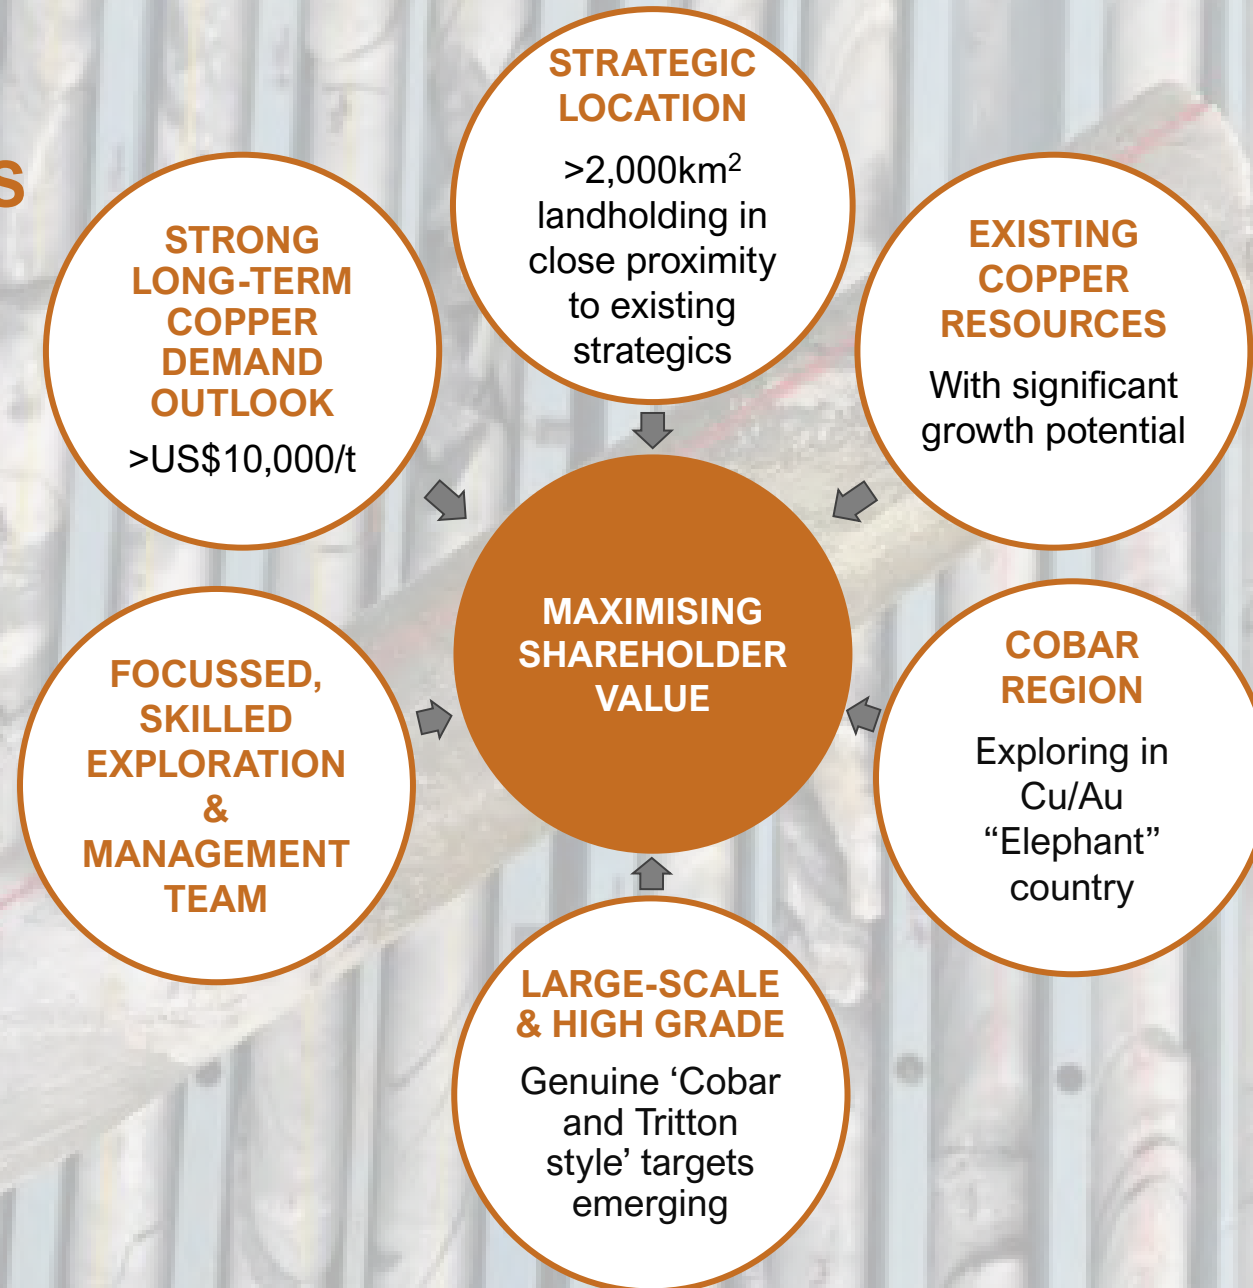 STRATEGIC
LOCATION
>2,000km²
landholding in
close proximity
to existing
strategics
EXISTING
COPPER
RESOURCES
With significant
growth potential
COBAR
REGION
Exploring in
Cu/Au
“Elephant”
country
LARGE-SCALE
& HIGH GRADE
Genuine ‘Cobar
and Tritton
style’ targets
emerging
FOCUSSED,
SKILLED
EXPLORATION
&
MANAGEMENT
TEAM
STRONG
LONG-TERM
COPPER
DEMAND
OUTLOOK
>US$10,000/t
MAXIMISING
SHAREHOLDER
VALUE